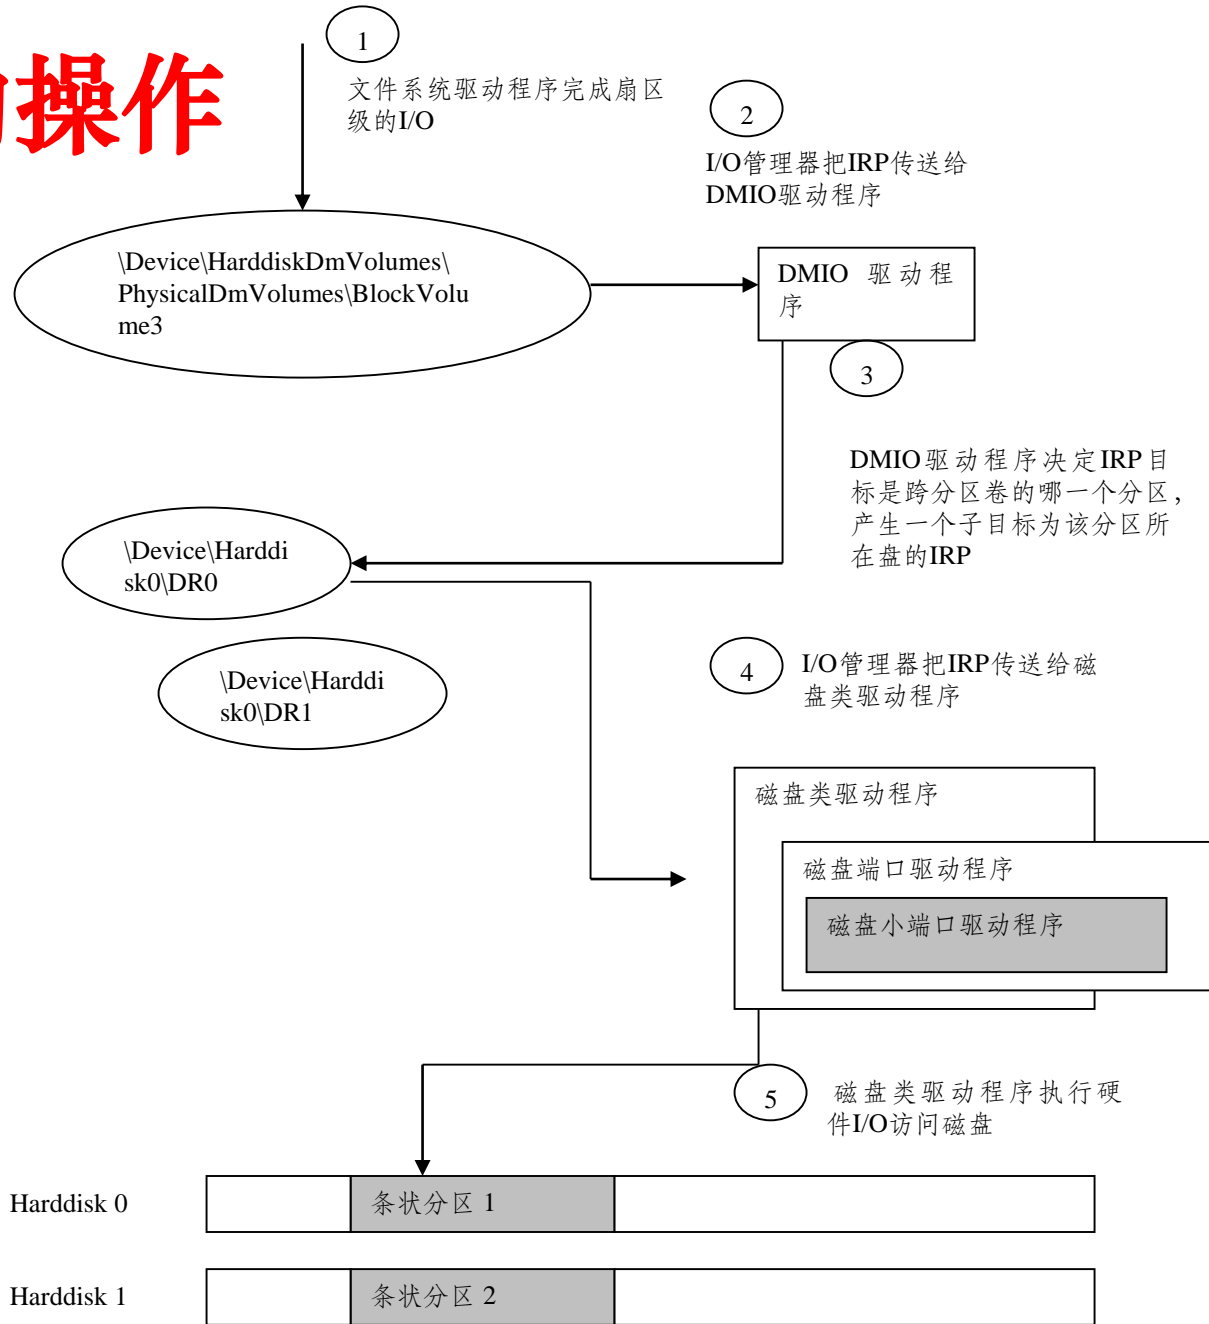 的操作
1
文件系统驱动程序完成扇区
级的I/O
2
I/O管理器把IRP传送给
DMIO驱动程序
\Device\HarddiskDmVolumes\
PhysicalDmVolumes\BlockVolu
me3
DMIO 驱动程
序
3
DMIO驱动程序决定IRP目
标是跨分区卷的哪一个分区，
产生一个子目标为该分区所
在盘的IRP
\Device\Harddi
sk0\DR0
\Device\Harddi
sk0\DR1
4
I/O管理器把IRP传送给磁
盘类驱动程序
磁盘类驱动程序
磁盘端口驱动程序
磁盘小端口驱动程序
5
磁盘类驱动程序执行硬
件I/O访问磁盘
Harddisk 0
条状分区 1
Harddisk 1
条状分区 2